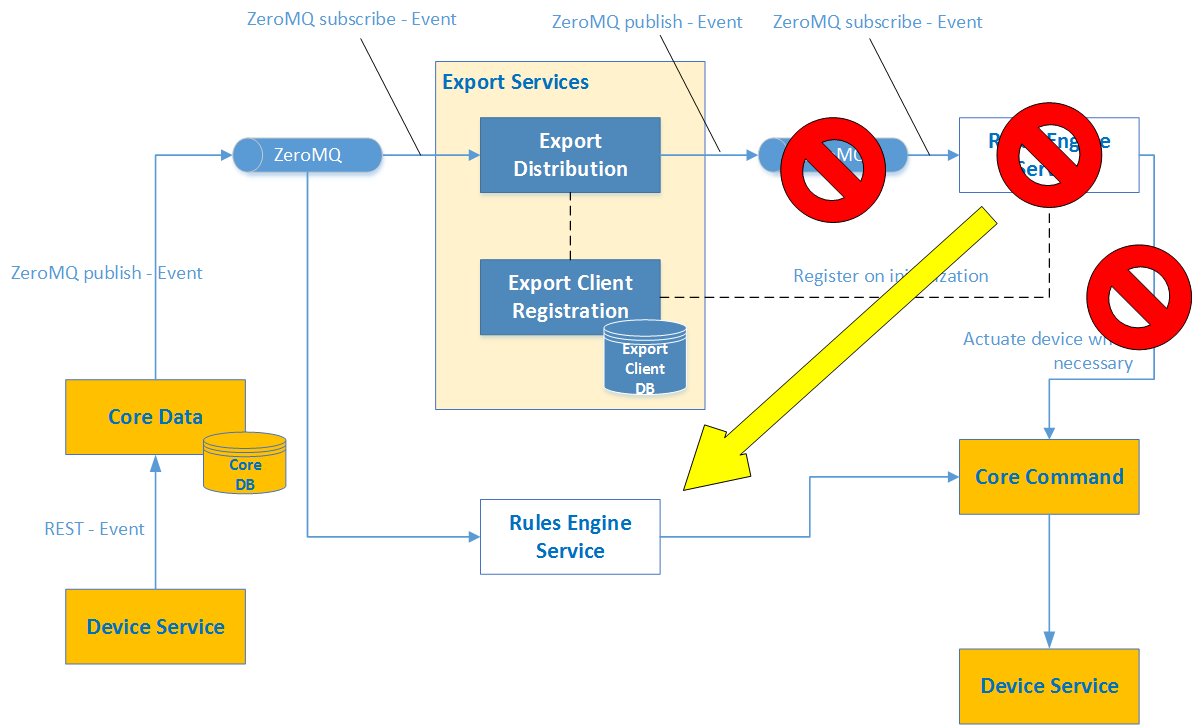 ZeroMQ subscribe - Event
ZeroMQ publish - Event
ZeroMQ subscribe - Event
Export Services
ZeroMQ
Export
Distribution
ZeroMQ publish - Event
Export Client
Registration
Export
Client
DB
Register on
Actuate device
necessary
Core Data
Core
DB
Core Command
REST - Event
Rules Engine
Service
Device Service
Device Service